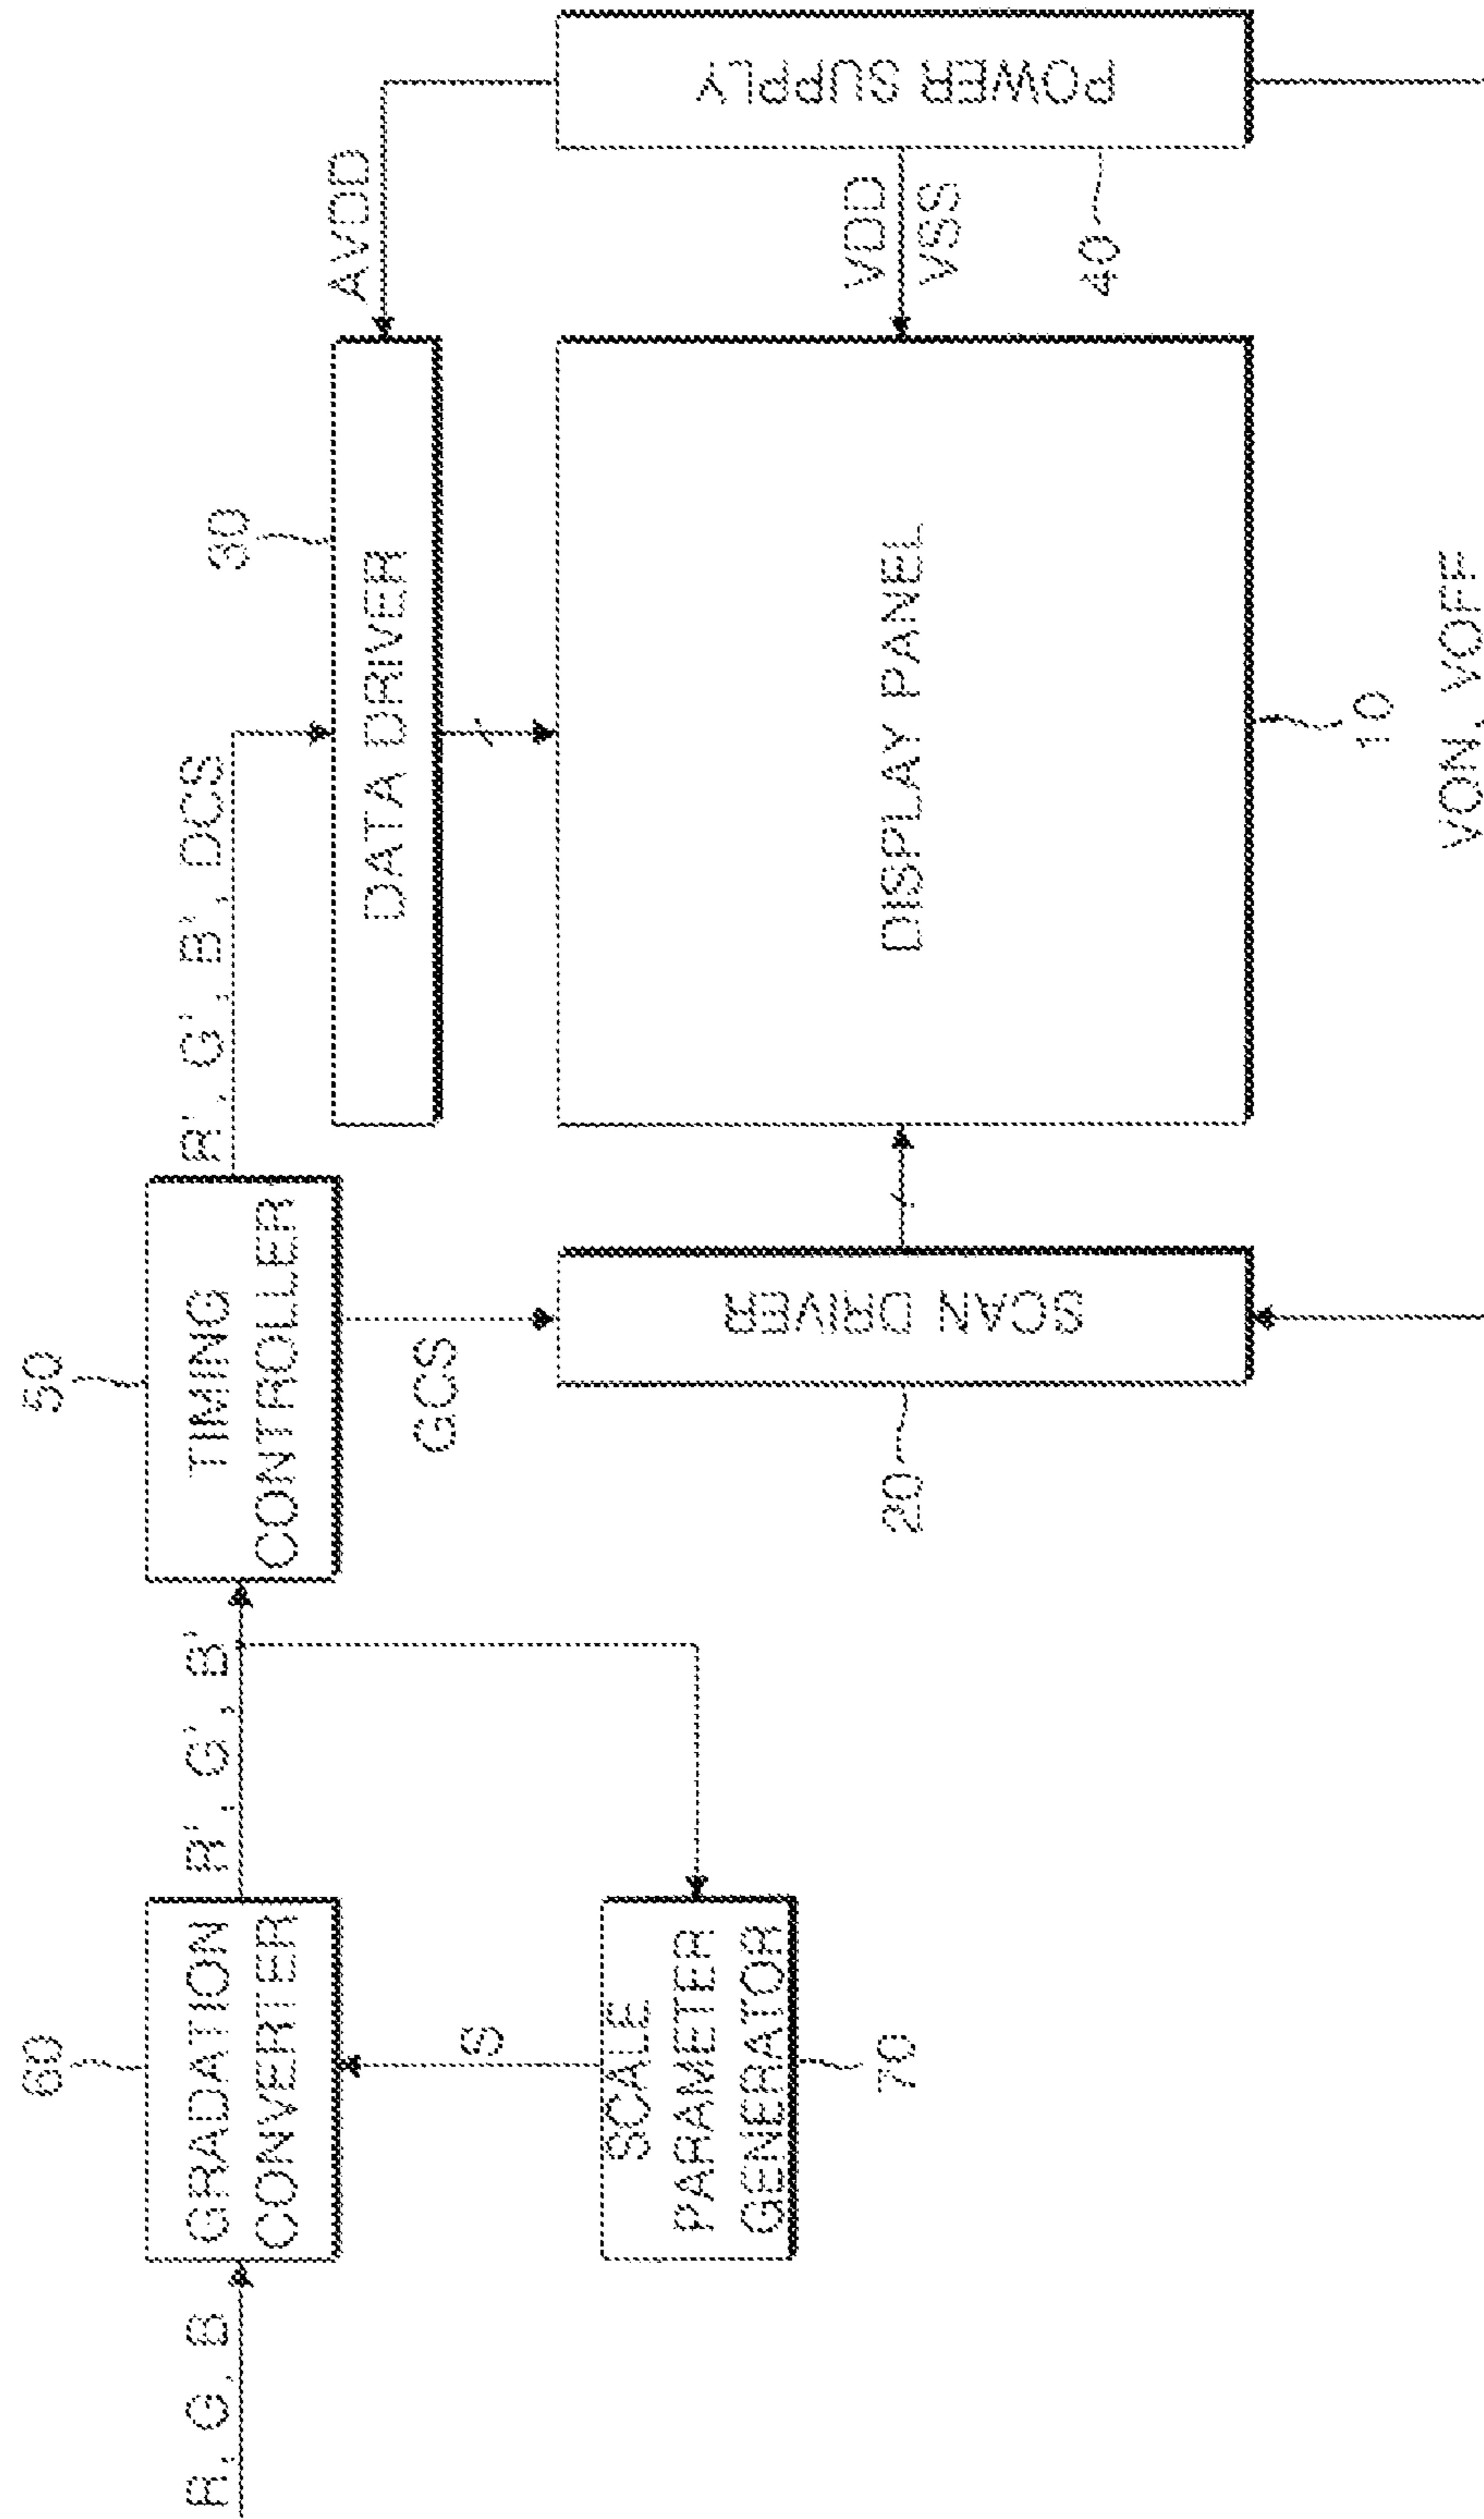 R, G, B
60
GRADATION
CONVERTER
R', G', B'
50
TIMING
CONTROLLER
R', G', B', DCS
30
DATA DRIVER
AVDD
S
GCS
SCALE
PARAMETER
GENERATOR
70
20
SCAN DRIVER
DISPLAY PANEL
10
VDD
VSS
40
POWER SUPPLY
VON, VOFF